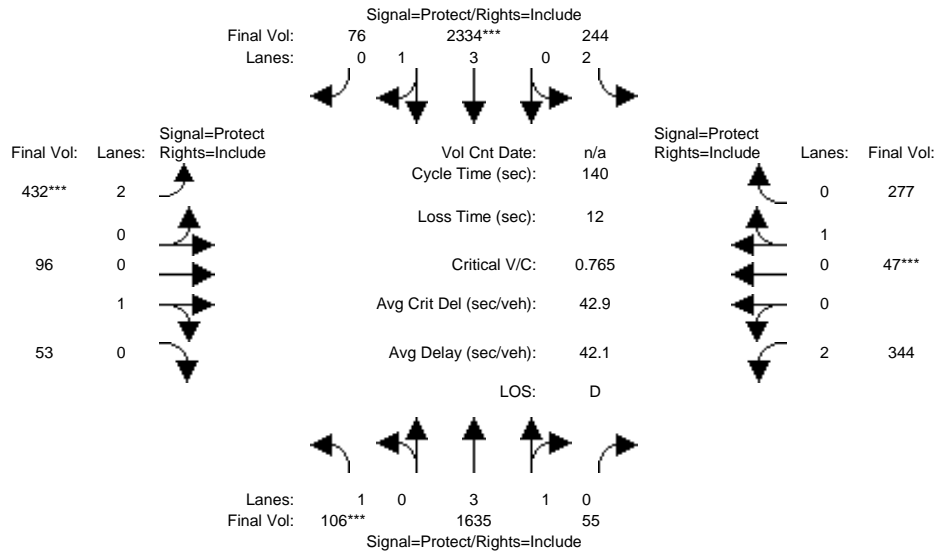 Signal=Protect/Rights=Include
Final Vol: 76 2334*** 244
Lanes: 0 1 3 0 2
Signal=Protect
Final Vol: Lanes: Rights=Include
Vol Cnt Date: n/a
Signal=Protect
Rights=Include Lanes: Final Vol:
Cycle Time (sec): 140
432*** 2
0 277
Loss Time (sec): 12
0
1
96 0
Critical V/C: 0.765
0 47***
1
Avg Crit Del (sec/veh): 42.9
0
53 0
Avg Delay (sec/veh): 42.1
2 344
LOS: D
Lanes: 1 0 3 1 0
Final Vol: 106*** 1635 55
Signal=Protect/Rights=Include